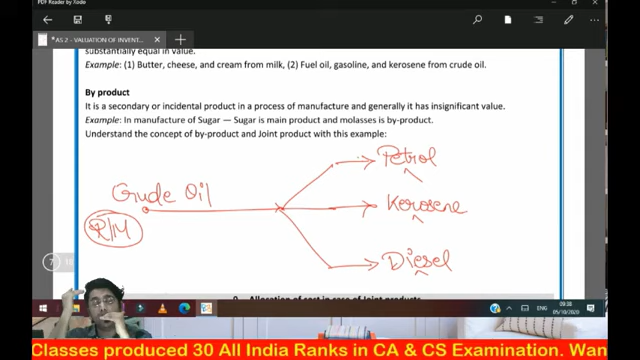 PDF Reader by Xodo
*AS 2 - VALUATION OF INVENT
substantially equal in value.
Example: (1) Butter, cheese, and cream from milk, (2) Fuel oil, gasoline, and kerosene from crude oil.
By product
It is a secondary or incidental product in a process of manufacture and generally it has insignificant value.
Example: In manufacture of Sugar — Sugar is main product and molasses is by-product.
Understand the concept of by-product and Joint product with this example:
Petrol
Crude Oil
Kerosene
R/M
Diesel
7
9. Allocation of cost in case of Joint products
ENG
09:38
05/10/2020
Classes produced 30 All India Ranks in CA & CS Examination, Wan